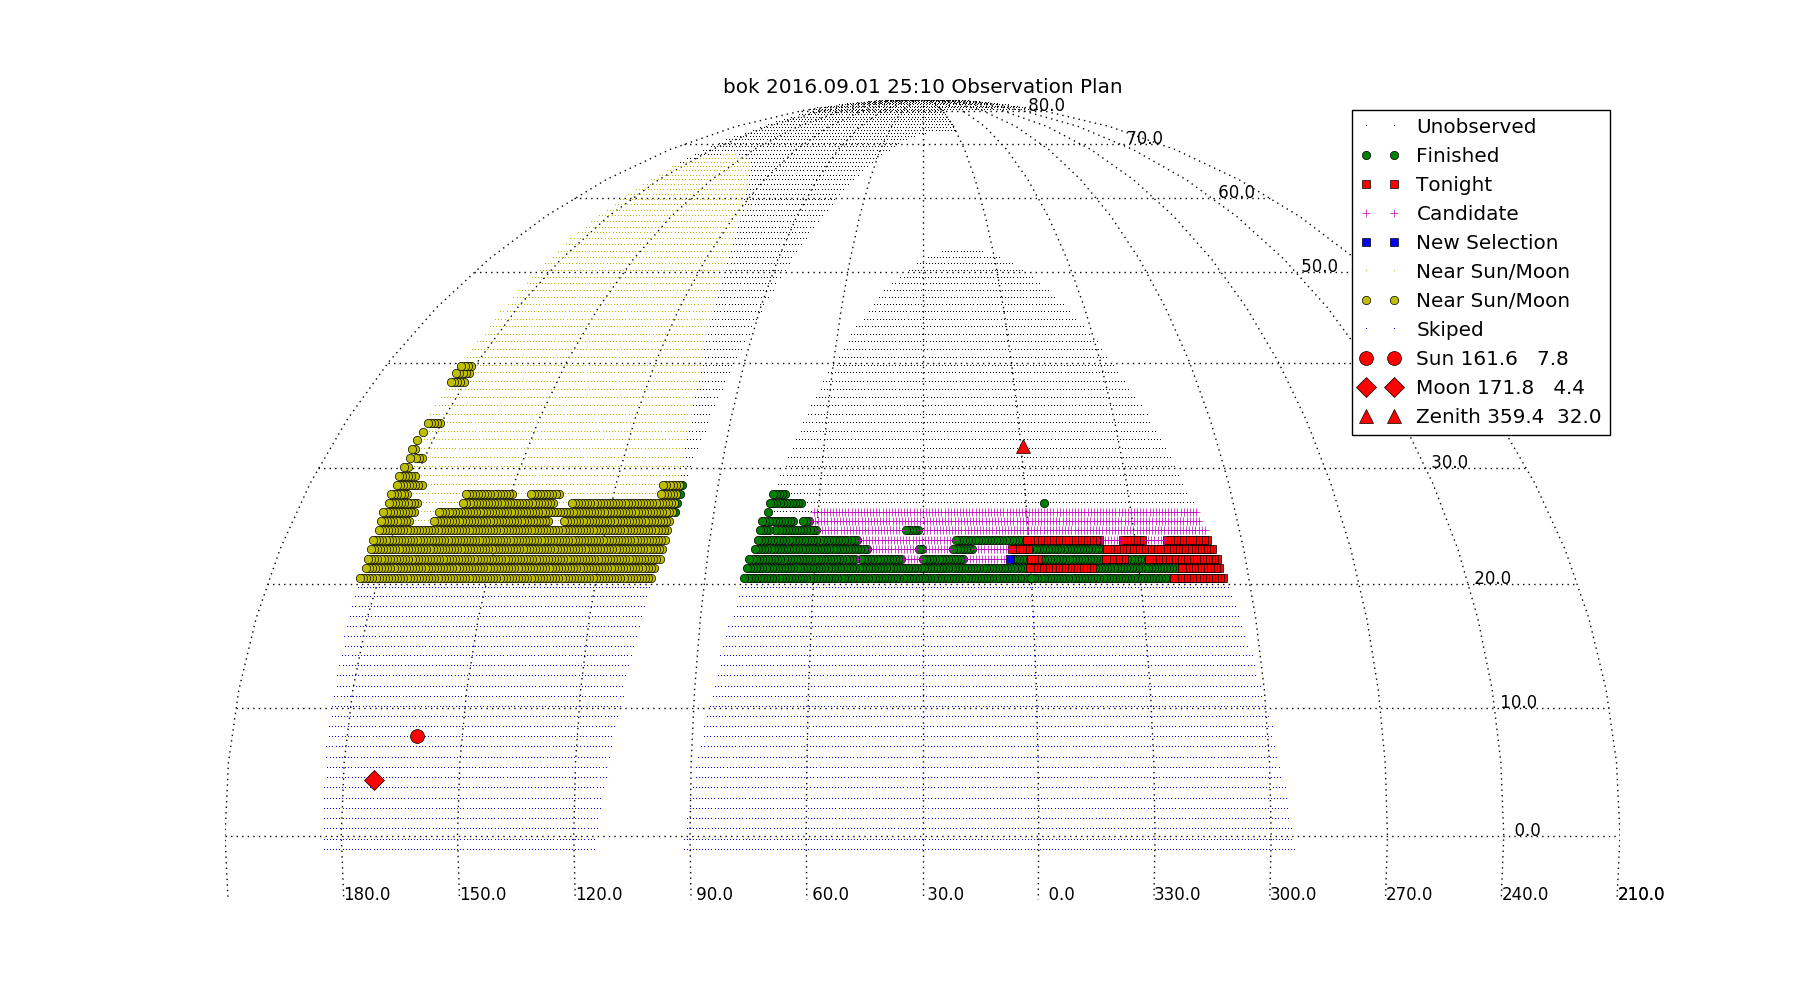 bok 2016.09.01 25:10 Observation Plan
80.0
70.0
60.0
50.0
30.0
20.0
10.0
0.0
Unobserved
Finished
Tonight
Candidate
New Selection
Near Sun/Moon
Near Sun/Moon
Skiped
Sun 161.6 7.8
Moon 171.8 4.4
Zenith 359.4 32.0
180.0 150.0 120.0 90.0 60.0 30.0 0.0 330.0 300.0 270.0 240.0 210.0